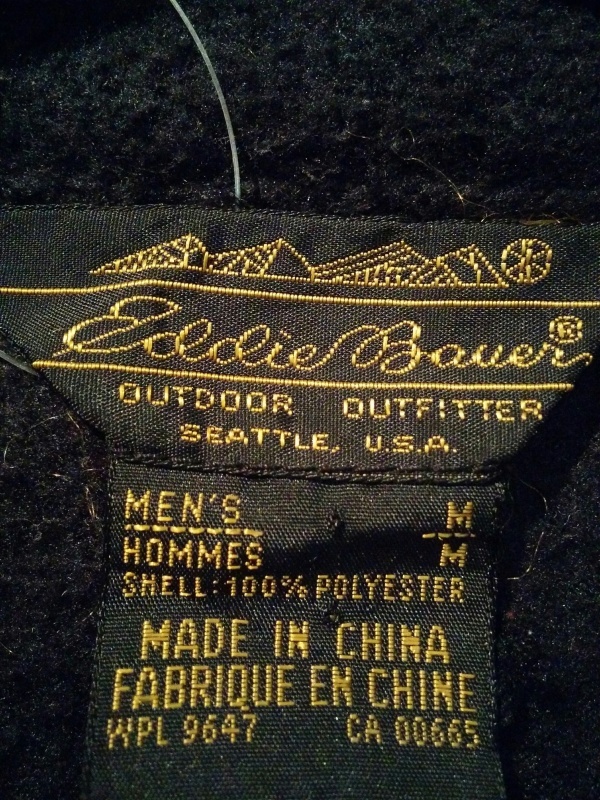 Eddie Bauer®
OUTDOOR OUTFITTER
SEATTLE, U.S.A.
MEN'S M
HOMMES M
SHELL: 100% POLYESTER
MADE IN CHINA
FABRIQUE EN CHINE
WPL 9647 CA 00665